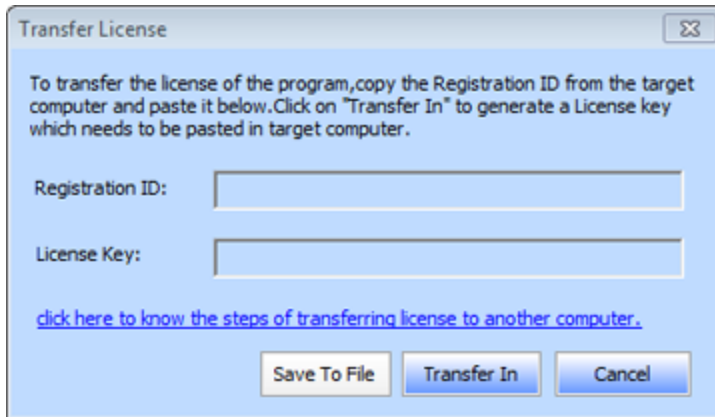 Transfer License
To transfer the license of the program,copy the Registration ID from the target
computer and paste it below.Click on "Transfer In" to generate a License key
which needs to be pasted in target computer.
Registration ID:
License Key:
click here to know the steps of transferring license to another computer.
Save To File Transfer In Cancel